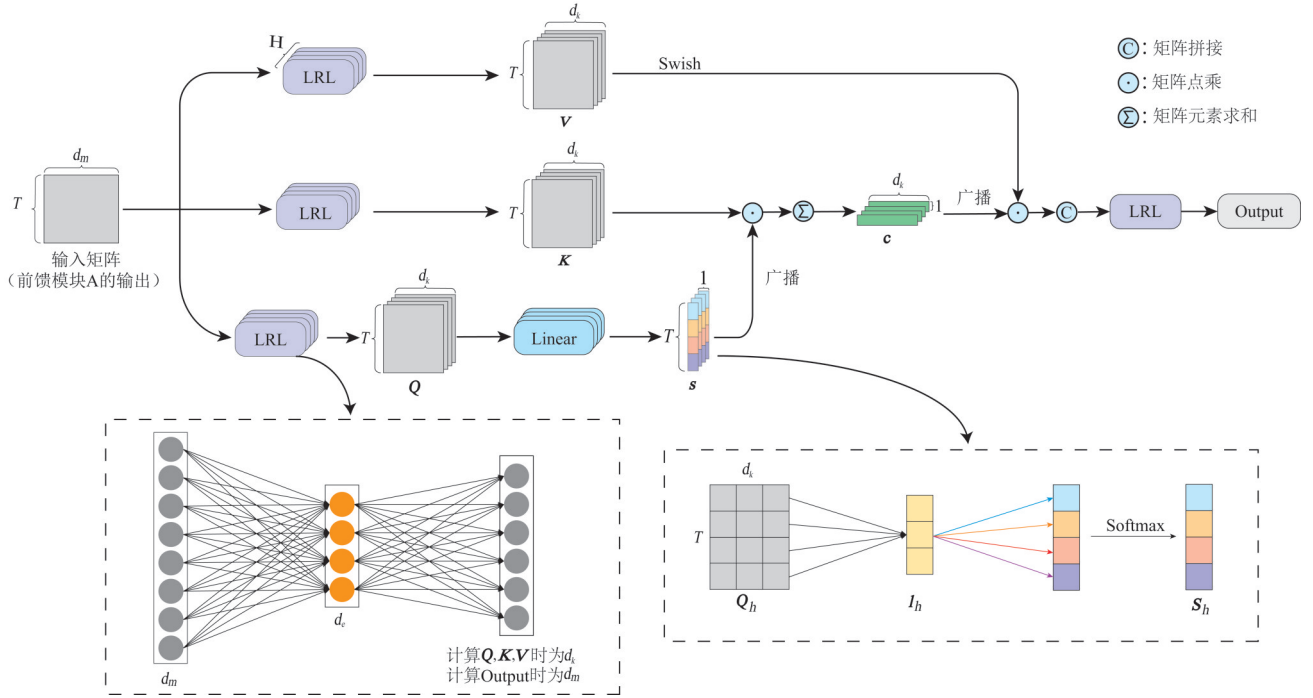 H
LRL
T
d_k
V
Swish
Ⓒ：矩阵拼接
⊙：矩阵点乘
Σ：矩阵元素求和
d_m
T
输入矩阵
（前馈模块A的输出）
LRL
d_k
T
K
广播
d_k
1
c
广播
C
LRL
Output
LRL
d_k
T
Q
Linear
1
T
s
Σ
d_m
d_e
计算Q,K,V时为d_k
计算Output时为d_m
d_k
T
Q_h
I_h
Softmax
S_h